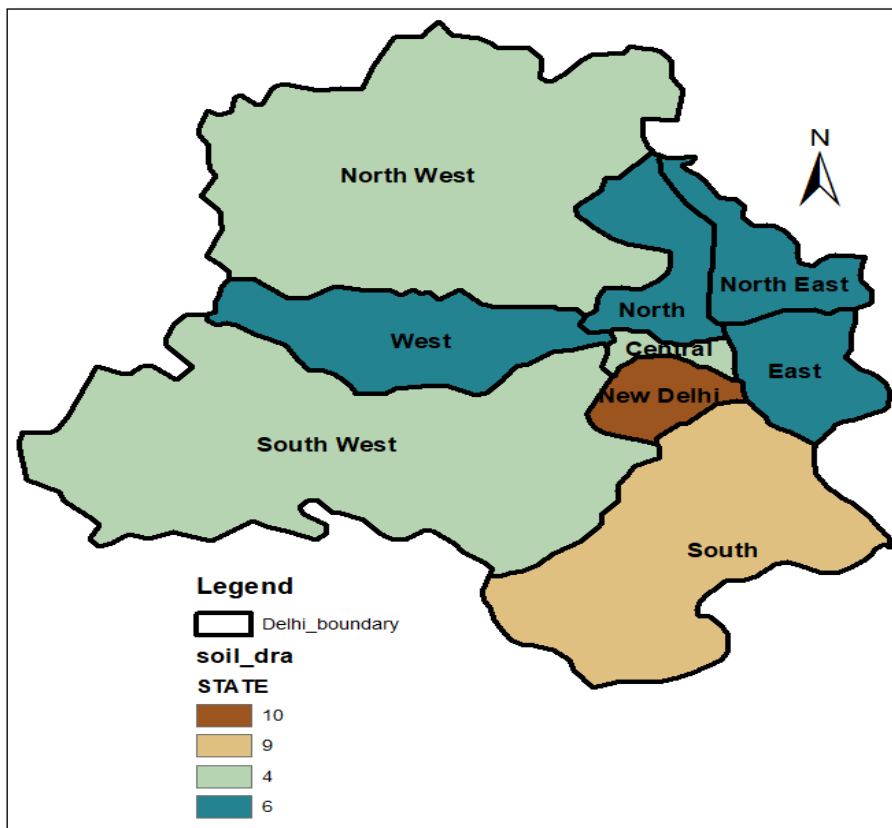 N
North West
North East
North
West
Central
East
New Delhi
South West
South
Legend
Delhi_boundary
soil_dra
STATE
10
9
4
6